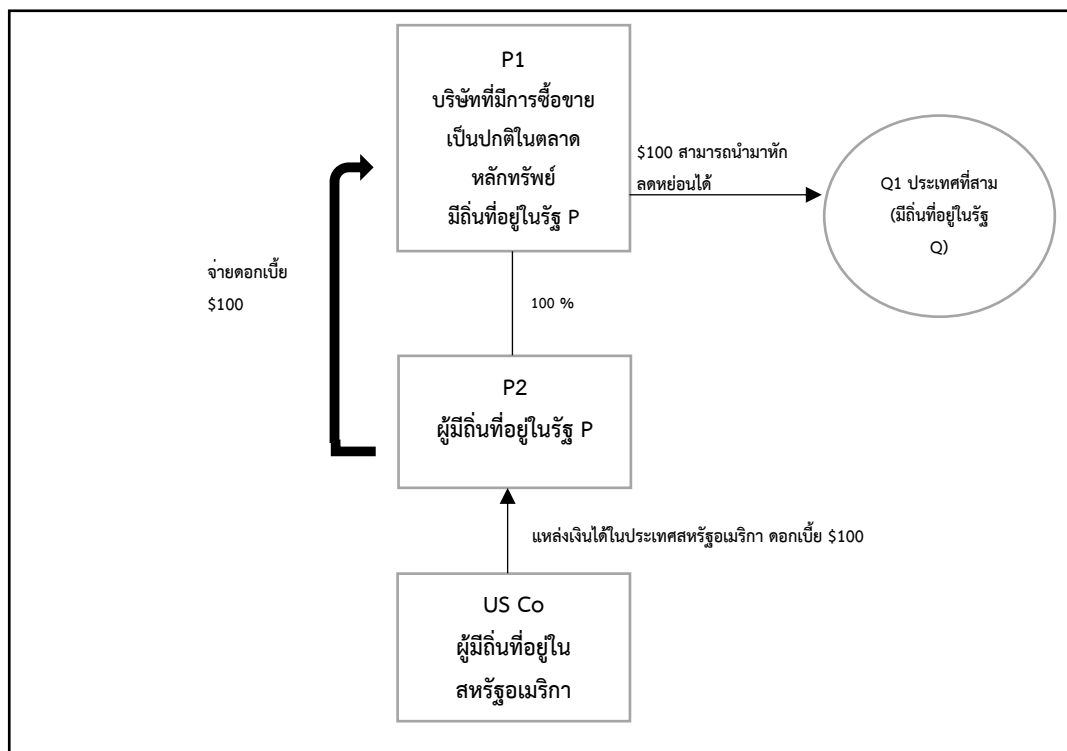 P1
บริษัทที่มีการซื้อขาย
เป็นปกติในตลาด
หลักทรัพย์
มีถิ่นที่อยู่ในรัฐ P
$100 สามารถนำมาหัก
ลดหย่อนได้
Q1 ประเทศที่สาม
(มีถิ่นที่อยู่ในรัฐ
Q)
จ่ายดอกเบี้ย
$100
100 %
P2
ผู้มีถิ่นที่อยู่ในรัฐ P
แหล่งเงินได้ในประเทศสหรัฐอเมริกา ดอกเบี้ย $100
US Co
ผู้มีถิ่นที่อยู่ใน
สหรัฐอเมริกา